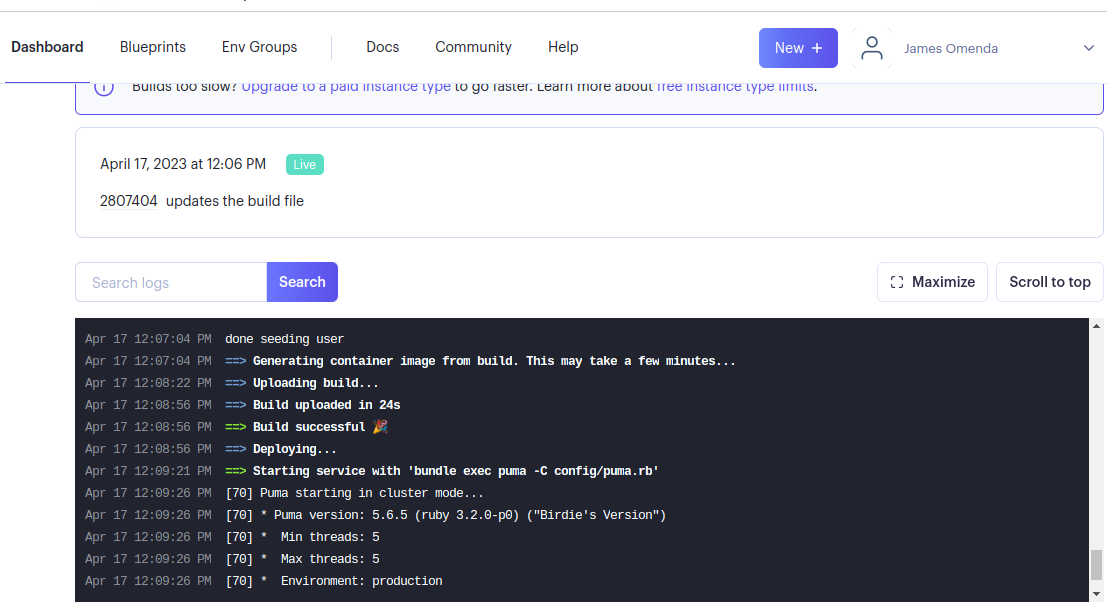 Dashboard Blueprints Env Groups Docs Community Help New + James Omenda
Builds too slow? Upgrade to a paid instance type to go faster. Learn more about free instance type limits.
April 17, 2023 at 12:06 PM Live
2807404 updates the build file
Search logs Search Maximize Scroll to top
Apr 17 12:07:04 PM done seeding user
Apr 17 12:07:04 PM ==> Generating container image from build. This may take a few minutes...
Apr 17 12:08:22 PM ==> Uploading build...
Apr 17 12:08:56 PM ==> Build uploaded in 24s
Apr 17 12:08:56 PM ==> Build successful 🎉
Apr 17 12:08:56 PM ==> Deploying...
Apr 17 12:09:21 PM ==> Starting service with 'bundle exec puma -C config/puma.rb'
Apr 17 12:09:26 PM [70] Puma starting in cluster mode...
Apr 17 12:09:26 PM [70] * Puma version: 5.6.5 (ruby 3.2.0-p0) ("Birdie's Version")
Apr 17 12:09:26 PM [70] *  Min threads: 5
Apr 17 12:09:26 PM [70] *  Max threads: 5
Apr 17 12:09:26 PM [70] *  Environment: production